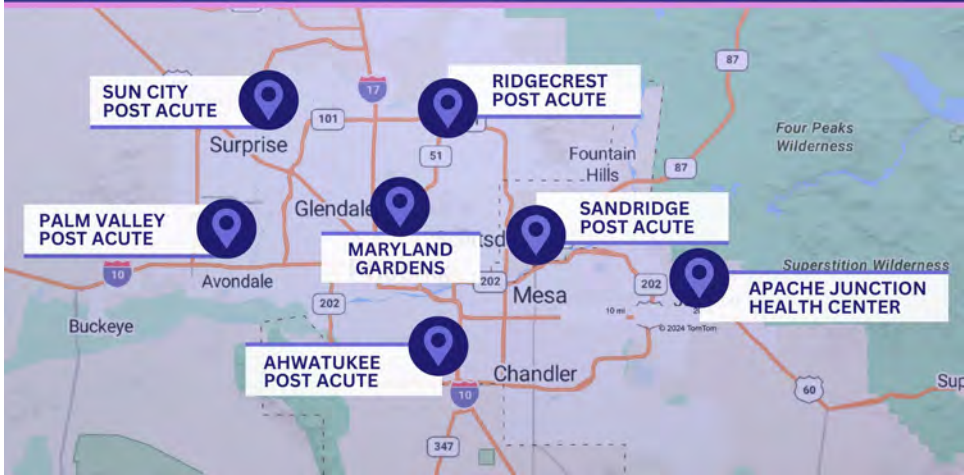 87
SUN CITY
POST ACUTE
17
RIDGECREST
POST ACUTE
101
Surprise
51
Four Peaks
Wilderness
Fountain
Hills
87
Glendale
PALM VALLEY
POST ACUTE
MARYLAND
GARDENS
SANDRIDGE
POST ACUTE
10
Avondale
202
202
Mesa
202
Superstition Wilderness
APACHE JUNCTION
HEALTH CENTER
10 mi
© 2024 TomTom
Buckeye
AHWATUKEE
POST ACUTE
Chandler
10
60
Sup
347